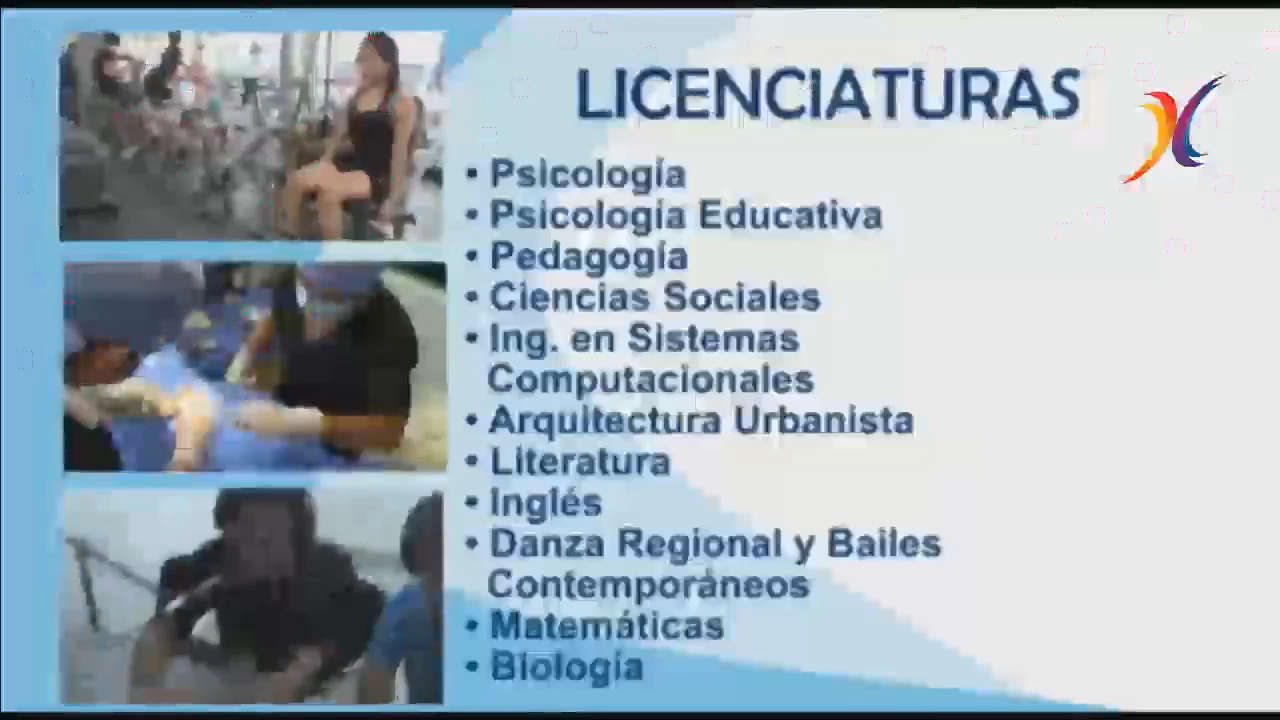 LICENCIATURAS
• Psicología
• Psicología Educativa
• Pedagogía
• Ciencias Sociales
• Ing. en Sistemas
Computacionales
• Arquitectura Urbanista
• Literatura
• Inglés
• Danza Regional y Bailes
Contemporáneos
• Matemáticas
• Biología